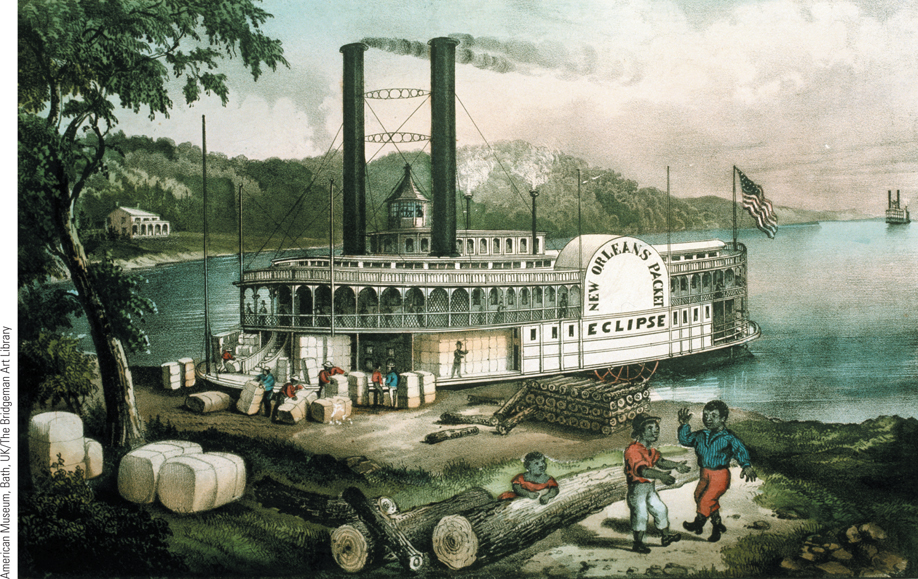 NEW ORLEANS PACKET
ECLIPSE
American Museum, Bath, UK/The Bridgeman Art Library